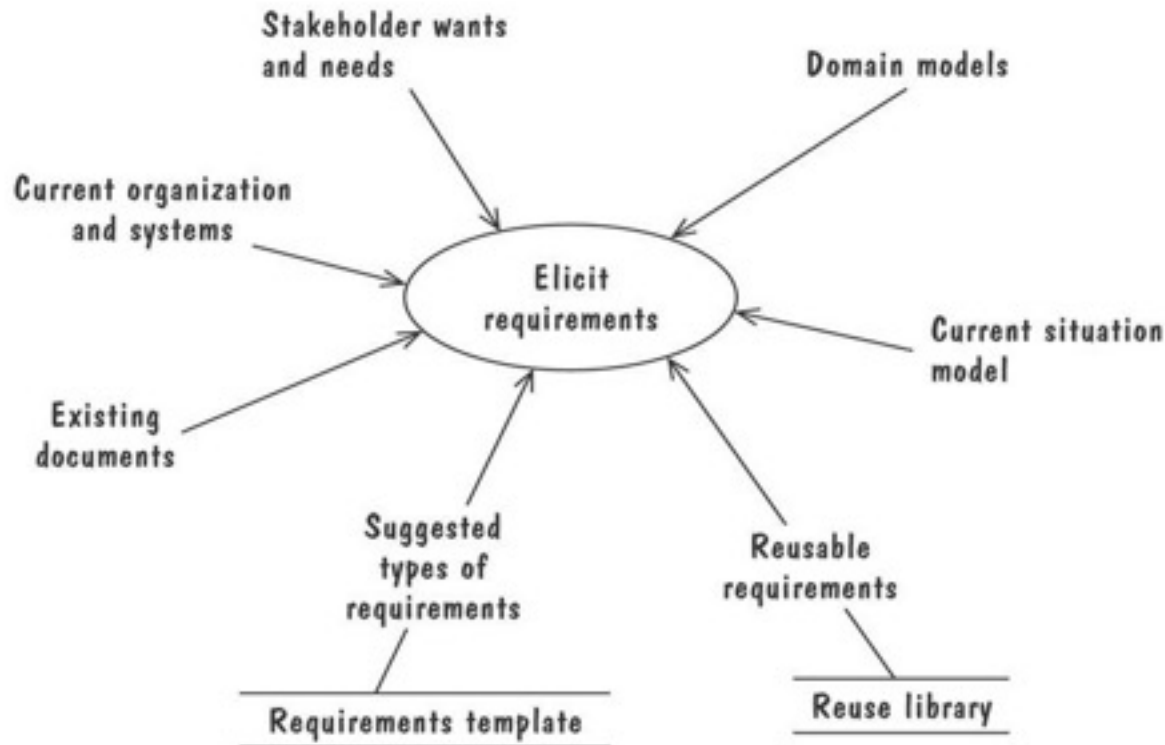 Stakeholder wants
and needs
Domain models
Current organization
and systems
Elicit
requirements
Current situation
model
Existing
documents
Suggested
types of
requirements
Reusable
requirements
Requirements template
Reuse library